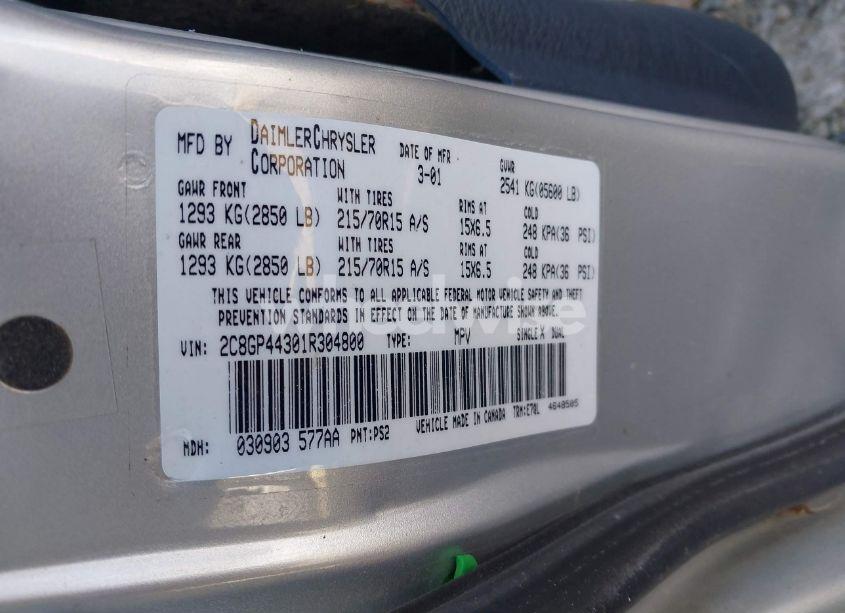 MFD BY DAIMLERCHRYSLER CORPORATION
DATE OF MFR 3-01
GVWR 2541 KG(05600 LB)
GAWR FRONT WITH TIRES RIMS AT COLD
1293 KG(2850 LB) 215/70R15 A/S 15X6.5 248 KPA(36 PSI)
GAWR REAR WITH TIRES RIMS AT COLD
1293 KG(2850 LB) 215/70R15 A/S 15X6.5 248 KPA(36 PSI)
THIS VEHICLE CONFORMS TO ALL APPLICABLE FEDERAL MOTOR VEHICLE SAFETY AND THEFT
PREVENTION STANDARDS IN EFFECT ON THE DATE OF MANUFACTURE SHOWN ABOVE.
VIN: 2C8GP44301R304800 TYPE: MPV SINGLE X DUAL
MDH: 030903 577AA PNT:PS2 VEHICLE MADE IN CANADA TRM:E70L 4648505